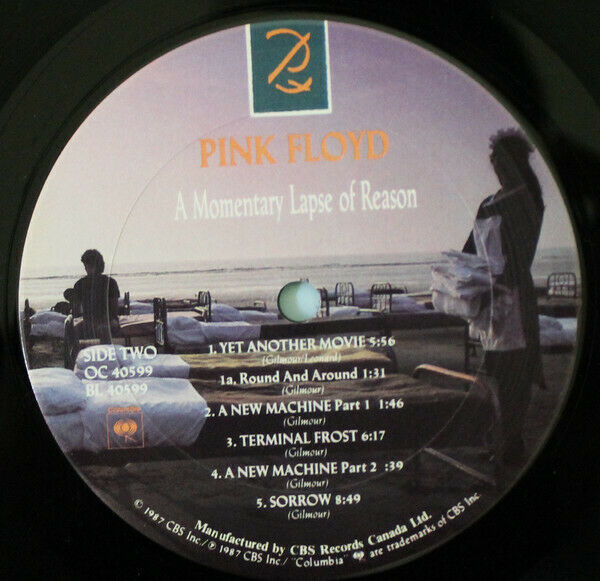 PINK FLOYD
A Momentary Lapse of Reason
SIDE TWO
OC 40599
BL 40599
1. YET ANOTHER MOVIE 5:56
(Gilmour/Leonard)
1a. Round And Around 1:31
(Gilmour)
2. A NEW MACHINE Part 1 1:46
(Gilmour)
3. TERMINAL FROST 6:17
(Gilmour)
4. A NEW MACHINE Part 2 :39
(Gilmour)
5. SORROW 8:49
(Gilmour)
Manufactured by CBS Records Canada Ltd.
© 1987 CBS Inc./℗ 1987 CBS Inc./ "Columbia" are trademarks of CBS Inc.